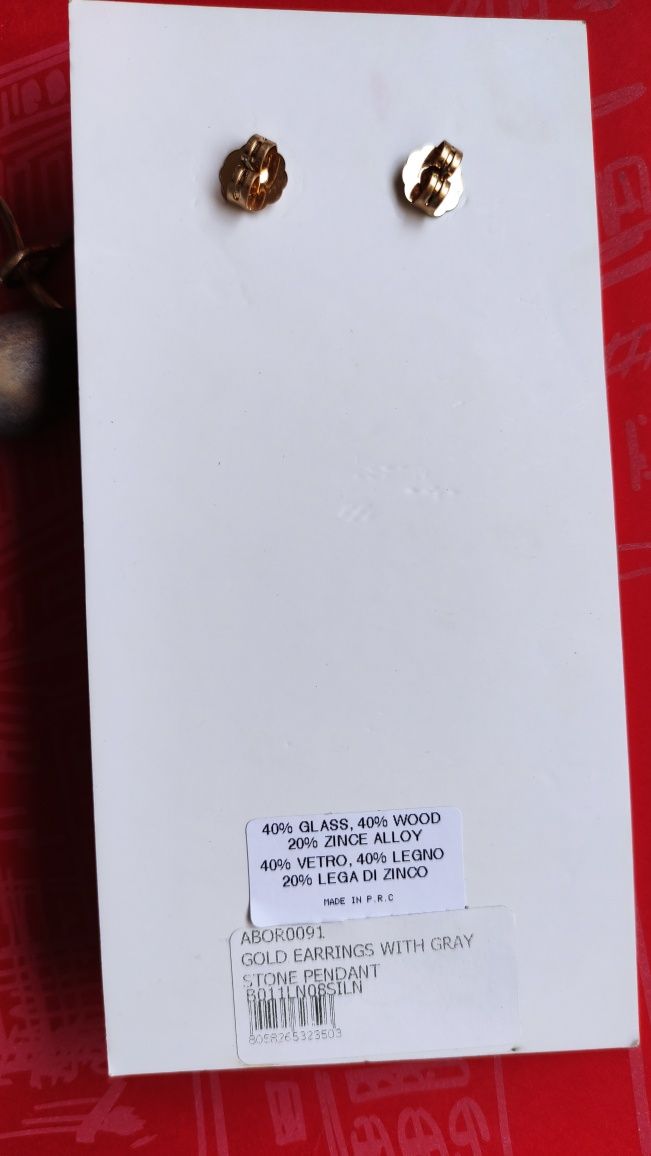 40% GLASS, 40% WOOD
20% ZINCE ALLOY
40% VETRO, 40% LEGNO
20% LEGA DI ZINCO
MADE IN P.R.C
ABOR0091
GOLD EARRINGS WITH GRAY
STONE PENDANT
B011LN08SILN
8058265323503